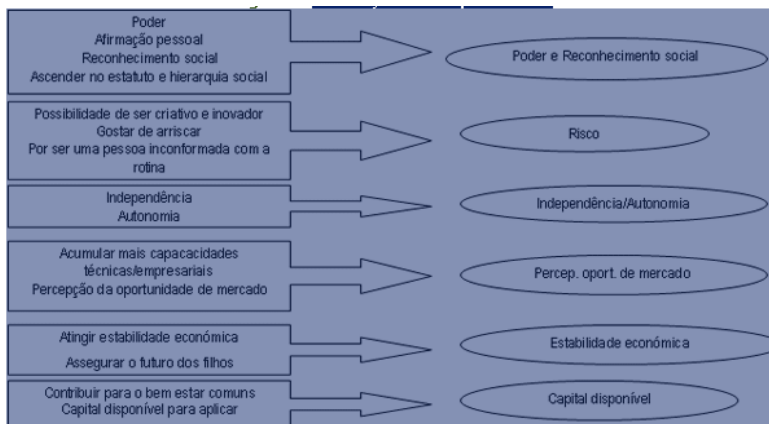 Poder
Afirmação pessoal
Reconhecimento social
Ascender no estatuto e hierarquia social
Poder e Reconhecimento social
Possibilidade de ser criativo e inovador
Gostar de arriscar
Por ser uma pessoa inconformada com a
rotina
Risco
Independência
Autonomia
Independência/Autonomia
Acumular mais capacacidades
técnicas/empresariais
Percepção da oportunidade de mercado
Percep. oport. de mercado
Atingir estabilidade económica
Assegurar o futuro dos filhos
Estabilidade económica
Contribuir para o bem estar comuns
Capital disponível para aplicar
Capital disponível